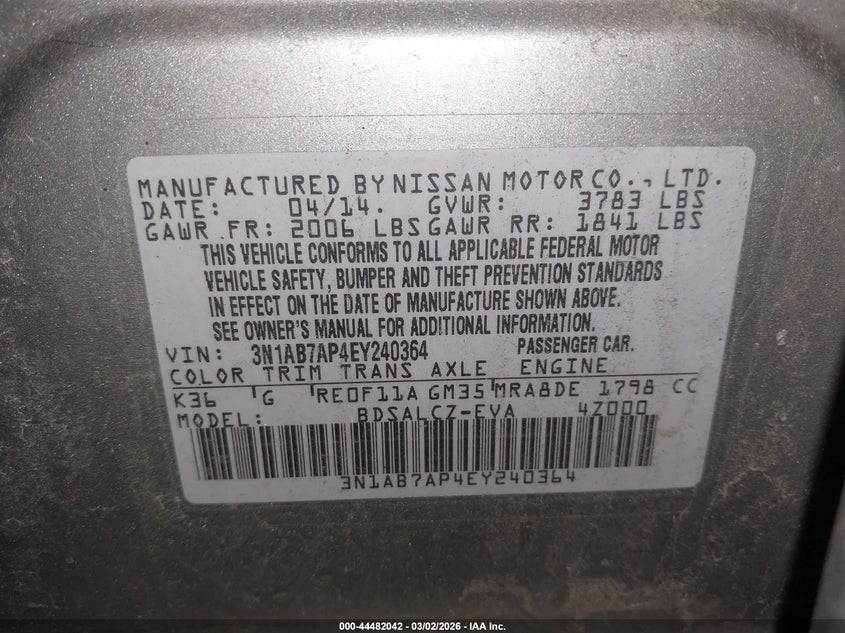 MANUFACTURED BY NISSAN MOTOR CO., LTD.
DATE: 04/14. GVWR: 3783 LBS
GAWR FR: 2006 LBS GAWR RR: 1841 LBS
THIS VEHICLE CONFORMS TO ALL APPLICABLE FEDERAL MOTOR
VEHICLE SAFETY, BUMPER AND THEFT PREVENTION STANDARDS
IN EFFECT ON THE DATE OF MANUFACTURE SHOWN ABOVE.
SEE OWNER'S MANUAL FOR ADDITIONAL INFORMATION.
VIN: 3N1AB7AP4EY240364 PASSENGER CAR.
COLOR TRIM TRANS AXLE ENGINE
K36 G RE0F11A GM35 MRA8DE 1798 CC
MODEL: BDSALCZ-EVA 4Z000
3N1AB7AP4EY240364
000-44482042 - 03/02/2026 - IAA Inc.